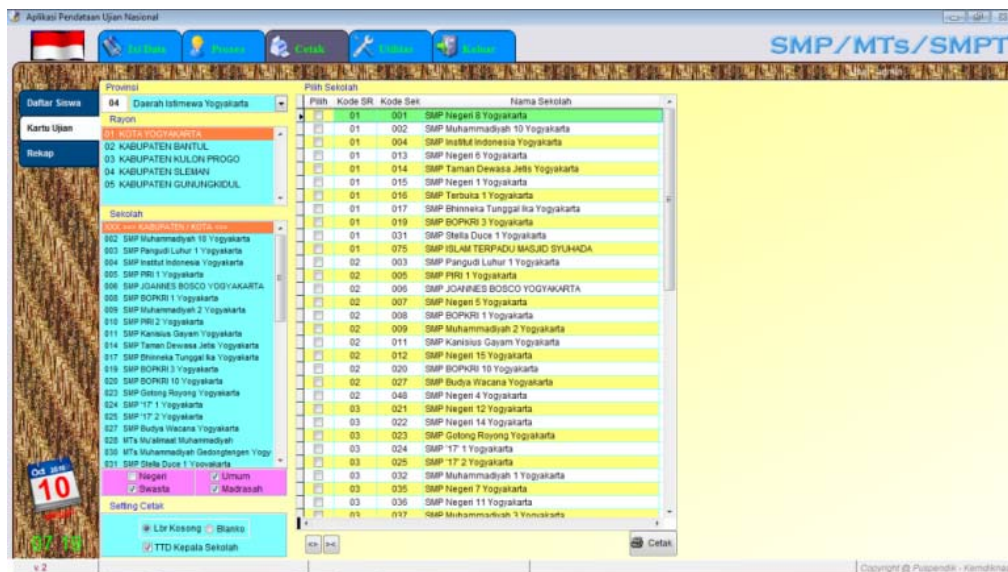 Aplikasi Pendataan Ujian Nasional
Isi Data
Proses
Cetak
Utilitas
Keluar
SMP/MTs/SMPT
Daftar Siswa
Kartu Ujian
Rekap
Provinsi
04 Daerah Istimewa Yogyakarta
Rayon
01 KOTA YOGYAKARTA
02 KABUPATEN BANTUL
03 KABUPATEN KULON PROGO
04 KABUPATEN SLEMAN
05 KABUPATEN GUNUNGKIDUL
Sekolah
XXX === KABUPATEN / KOTA ===
002 SMP Muhammadiyah 10 Yogyakarta
003 SMP Pangudi Luhur 1 Yogyakarta
004 SMP Institut Indonesia Yogyakarta
005 SMP PIRI 1 Yogyakarta
006 SMP JOANNES BOSCO YOGYAKARTA
008 SMP BOPKRI 1 Yogyakarta
009 SMP Muhammadiyah 2 Yogyakarta
010 SMP PIRI 2 Yogyakarta
011 SMP Kanisius Gayam Yogyakarta
014 SMP Taman Dewasa Jetis Yogyakarta
017 SMP Bhinneka Tunggal Ika Yogyakarta
019 SMP BOPKRI 3 Yogyakarta
020 SMP BOPKRI 10 Yogyakarta
023 SMP Gotong Royong Yogyakarta
024 SMP '17' 1 Yogyakarta
025 SMP '17' 2 Yogyakarta
027 SMP Budya Wacana Yogyakarta
028 MTs Mu'allimaat Muhammadiyah
030 MTs Muhammadiyah Gedongtengen Yogy
031 SMP Stella Duce 1 Yogyakarta
Negeri
Umum
Swasta
Madrasah
Setting Cetak
Lbr Kosong
Blanko
TTD Kepala Sekolah
Pilih Sekolah
Pilih Kode SR Kode Sek Nama Sekolah
01 001 SMP Negeri 8 Yogyakarta
01 002 SMP Muhammadiyah 10 Yogyakarta
01 004 SMP Institut Indonesia Yogyakarta
01 013 SMP Negeri 6 Yogyakarta
01 014 SMP Taman Dewasa Jetis Yogyakarta
01 015 SMP Negeri 1 Yogyakarta
01 016 SMP Terbuka 1 Yogyakarta
01 017 SMP Bhinneka Tunggal Ika Yogyakarta
01 019 SMP BOPKRI 3 Yogyakarta
01 031 SMP Stella Duce 1 Yogyakarta
01 075 SMP ISLAM TERPADU MASJID SYUHADA
02 003 SMP Pangudi Luhur 1 Yogyakarta
02 005 SMP PIRI 1 Yogyakarta
02 006 SMP JOANNES BOSCO YOGYAKARTA
02 007 SMP Negeri 5 Yogyakarta
02 008 SMP BOPKRI 1 Yogyakarta
02 009 SMP Muhammadiyah 2 Yogyakarta
02 011 SMP Kanisius Gayam Yogyakarta
02 012 SMP Negeri 15 Yogyakarta
02 020 SMP BOPKRI 10 Yogyakarta
02 027 SMP Budya Wacana Yogyakarta
02 048 SMP Negeri 4 Yogyakarta
03 021 SMP Negeri 12 Yogyakarta
03 022 SMP Negeri 14 Yogyakarta
03 023 SMP Gotong Royong Yogyakarta
03 024 SMP '17' 1 Yogyakarta
03 025 SMP '17' 2 Yogyakarta
03 032 SMP Muhammadiyah 1 Yogyakarta
03 035 SMP Negeri 7 Yogyakarta
03 036 SMP Negeri 11 Yogyakarta
03 037 SMP Muhammadiyah 3 Yogyakarta
<> ><
Cetak
Oct
10
v.2
Copyright @ Puspendik - Kemdiknas